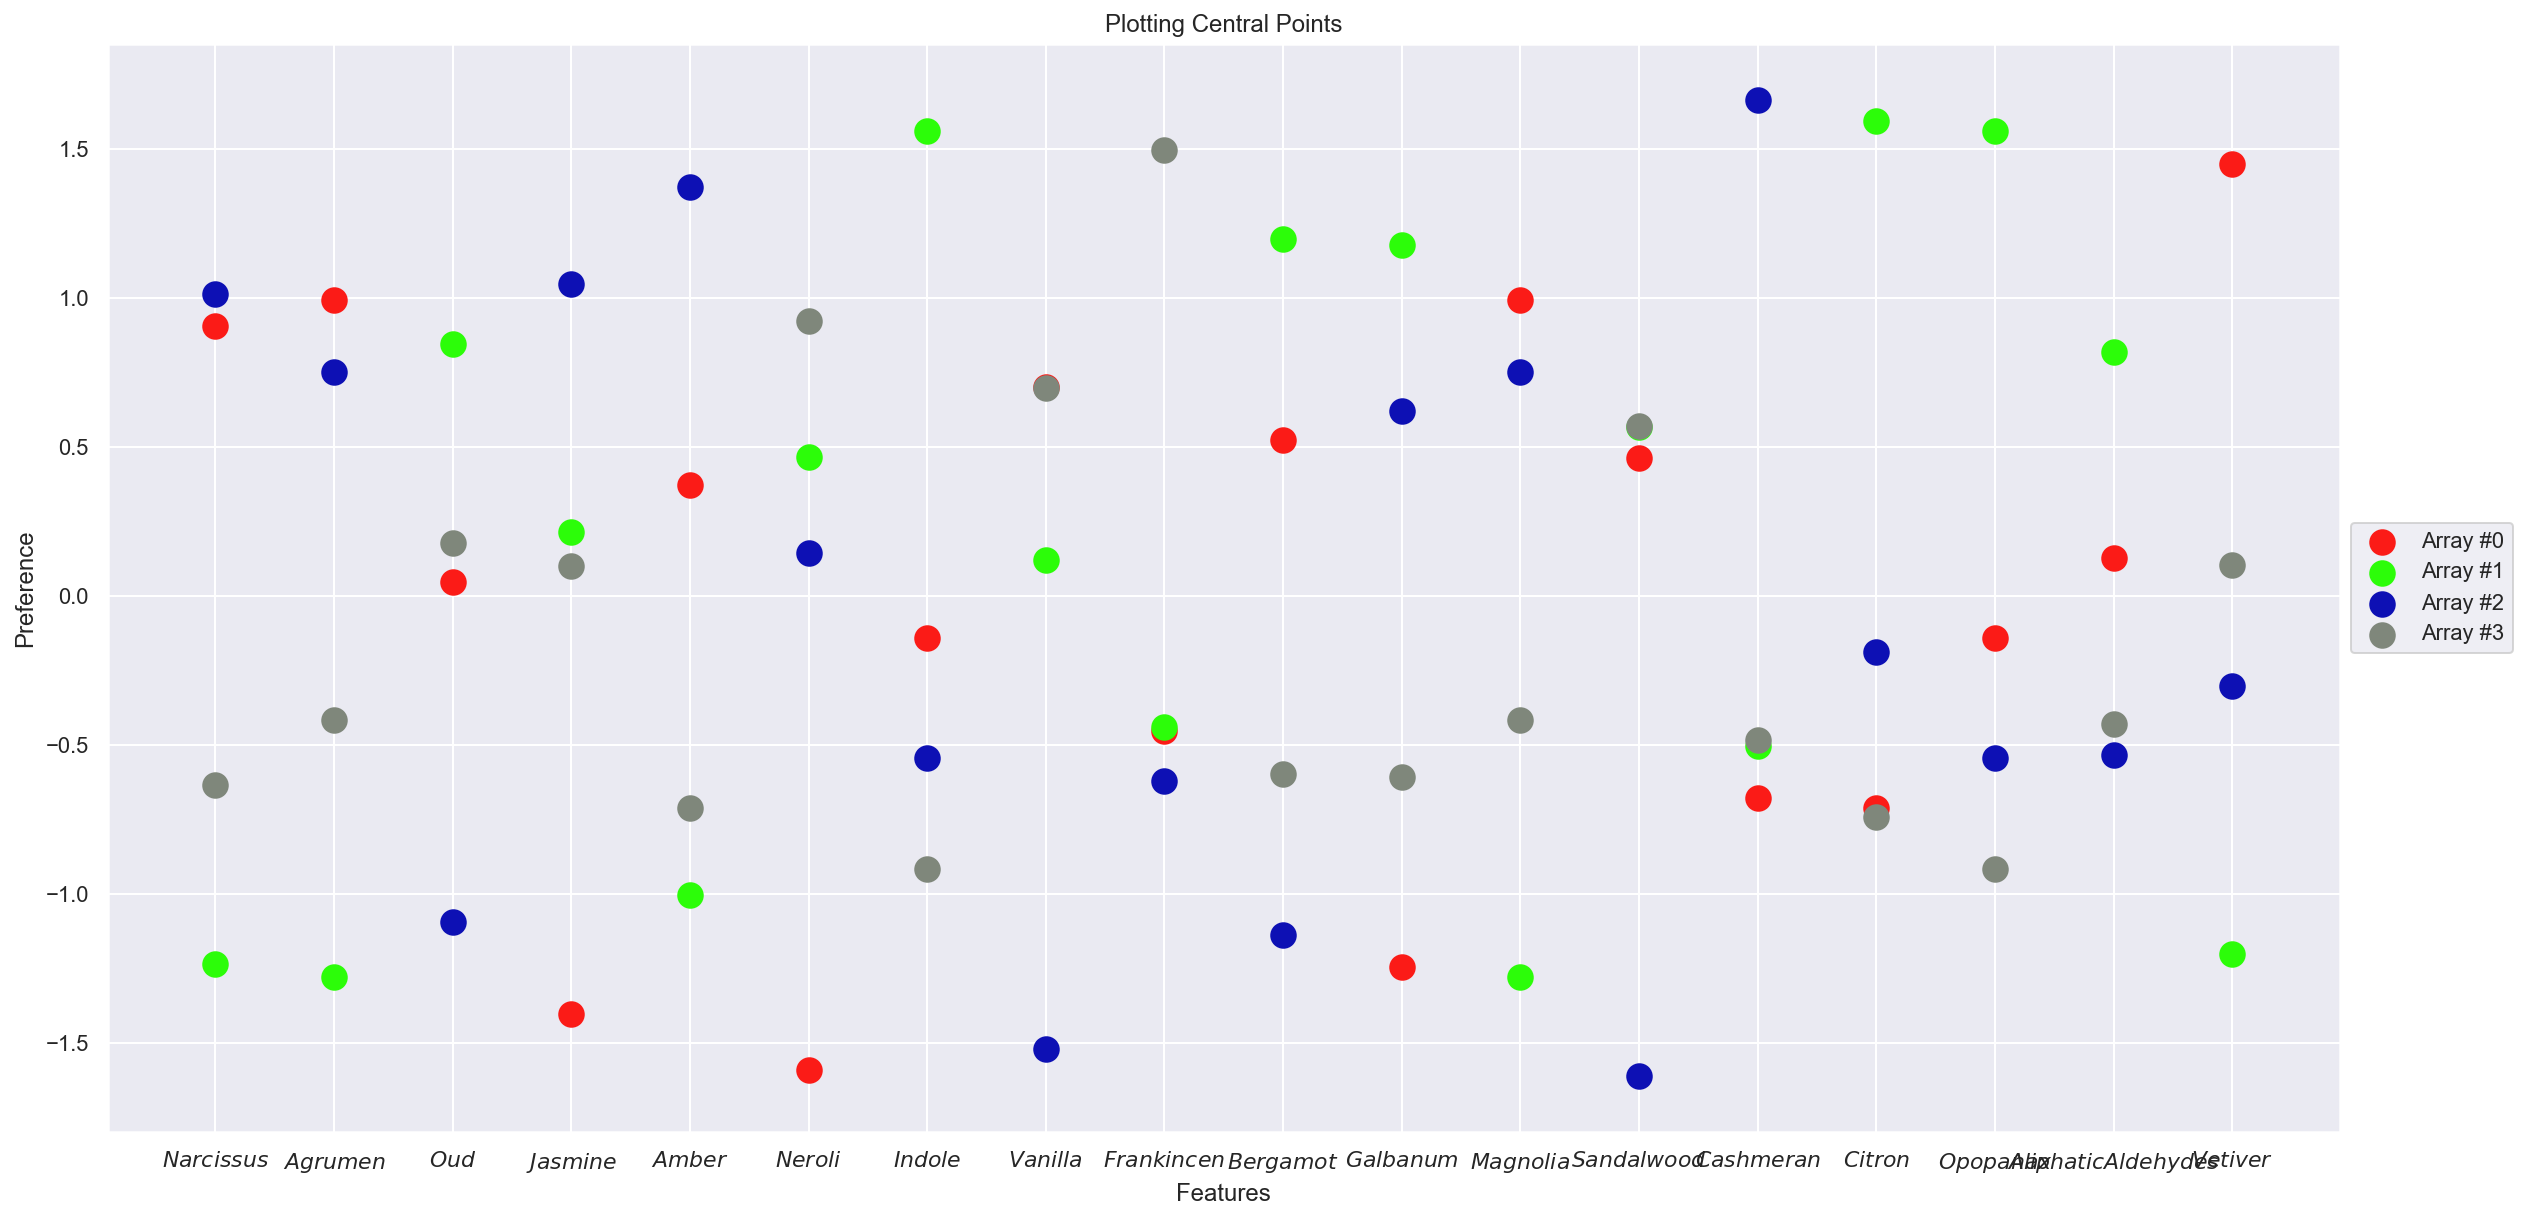 Plotting Central Points
Preference
1.5
1.0
0.5
0.0
−0.5
−1.0
−1.5
Narcissus Agrumen Oud Jasmine Amber Neroli Indole Vanilla Frankincen Bergamot Galbanum Magnolia Sandalwood Cashmeran Citron Opopanax AliphaticAldehydes Vetiver
Features
Array #0
Array #1
Array #2
Array #3